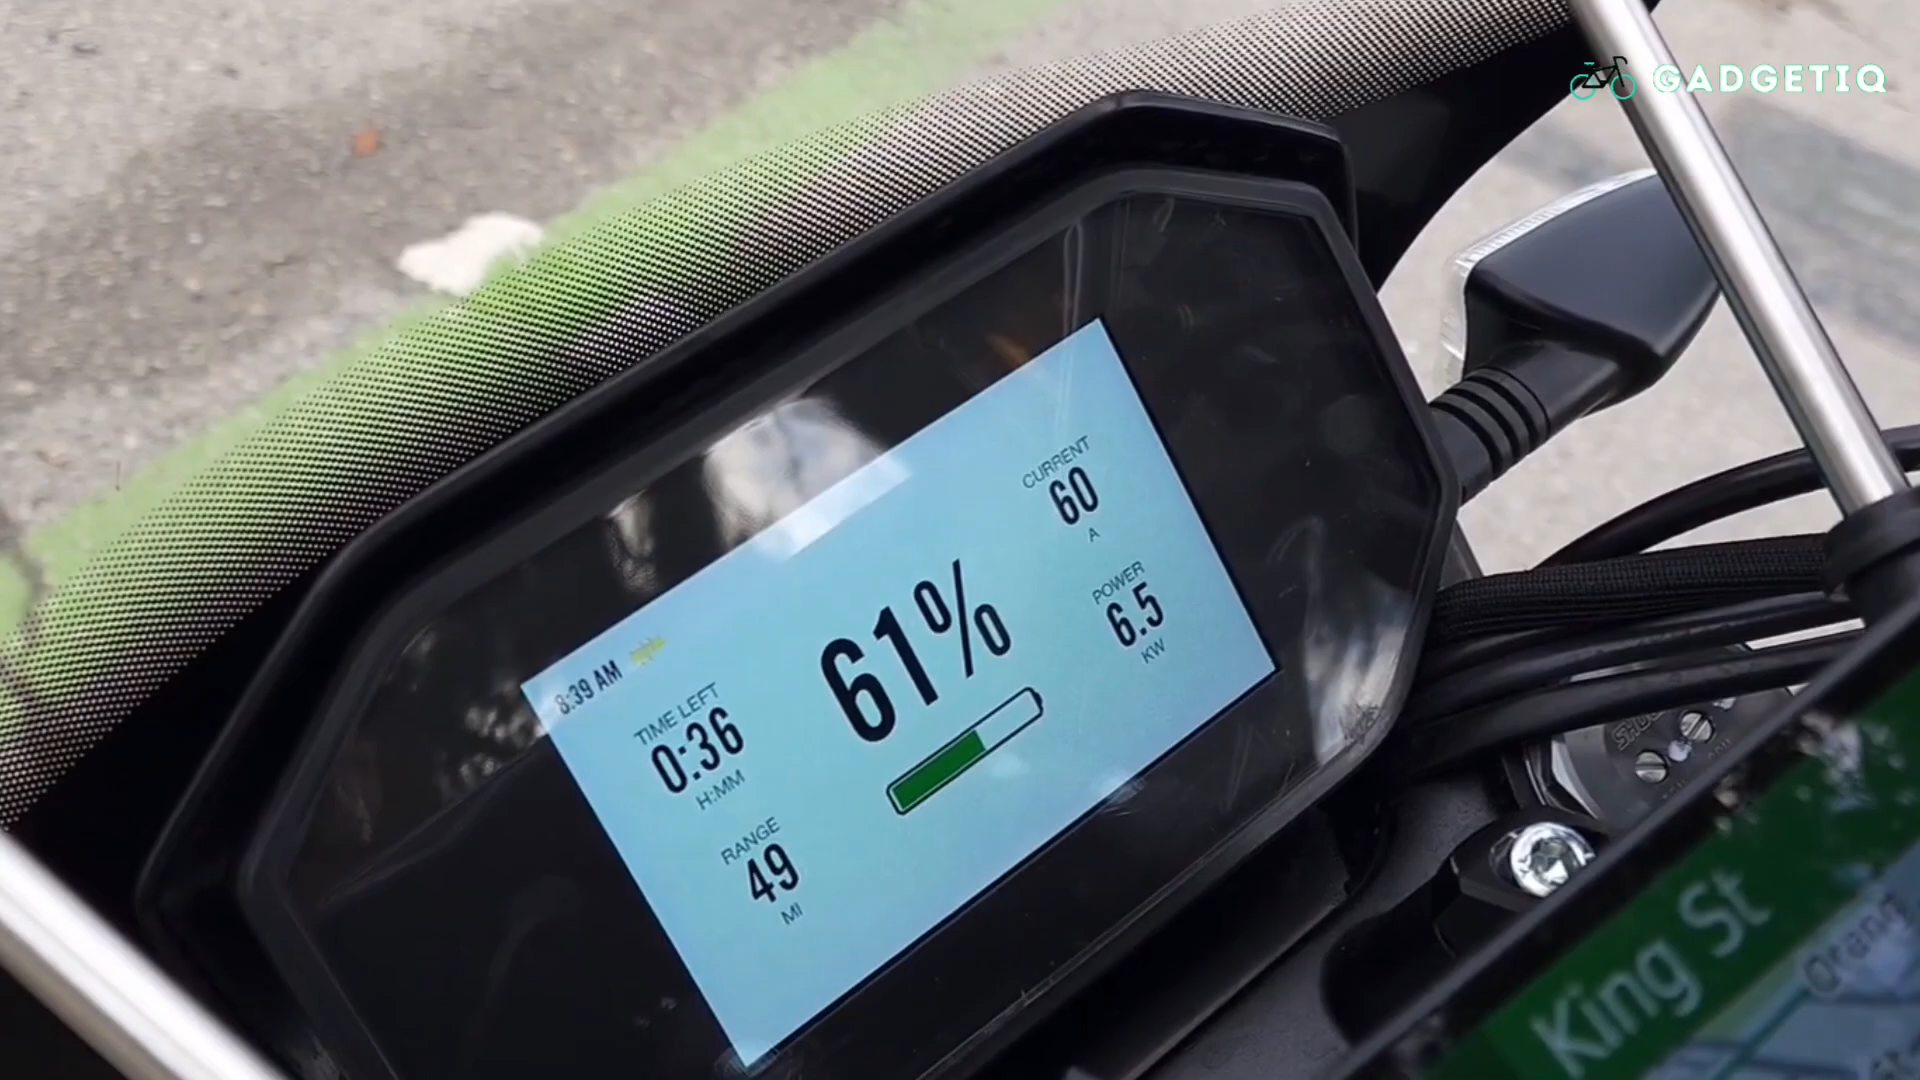 GADGETIQ
8:39 AM
TIME LEFT
0:36
H:MM
RANGE
49
MI
61%
CURRENT
60
A
POWER
6.5
KW
King St